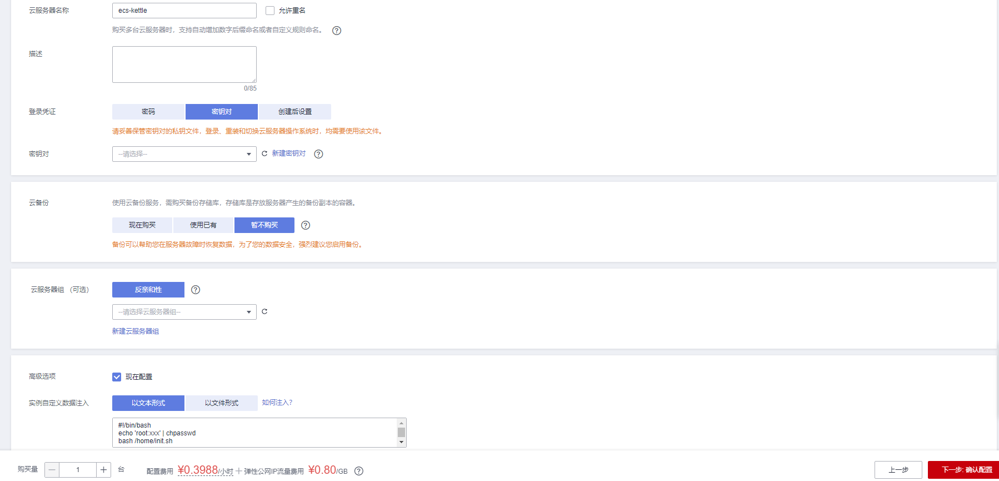 云服务器名称 ecs-kettle 允许重名
购买多台云服务器时，支持自动增加数字后缀命名或者自定义规则命名。
描述
0/85
登录凭证 密码 密钥对 创建后设置
请妥善保管密钥对的私钥文件，登录、重装和切换云服务器操作系统时，均需要使用该文件。
密钥对 --请选择-- 新建密钥对
云备份 使用云备份服务，需购买备份存储库，存储库是存放服务器产生的备份副本的容器。
现在购买 使用已有 暂不购买
备份可以帮助您在服务器故障时恢复数据，为了您的数据安全，强烈建议您启用备份。
云服务器组 （可选） 反亲和性
--请选择云服务器组--
新建云服务器组
高级选项 现在配置
实例自定义数据注入 以文本形式 以文件形式 如何注入?
#!/bin/bash
echo 'root:xxx' | chpasswd
bash /home/init.sh
购买量 1 台 配置费用 ¥0.3988/小时 + 弹性公网IP流量费用 ¥0.80/GB 上一步 下一步: 确认配置